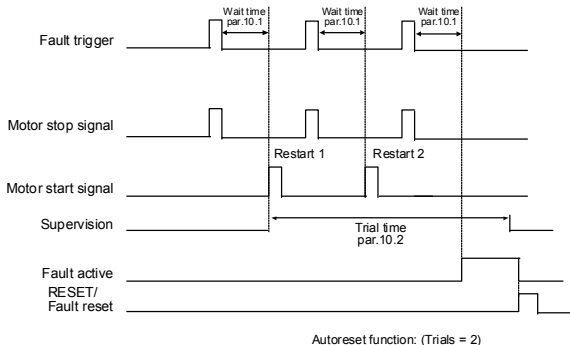 Wait time
par.10.1
Wait time
par.10.1
Wait time
par.10.1
Fault trigger
Motor stop signal
Restart 1
Restart 2
Motor start signal
Supervision
Trial time
par.10.2
Fault active
RESET/
Fault reset
Autoreset function: (Trials = 2)